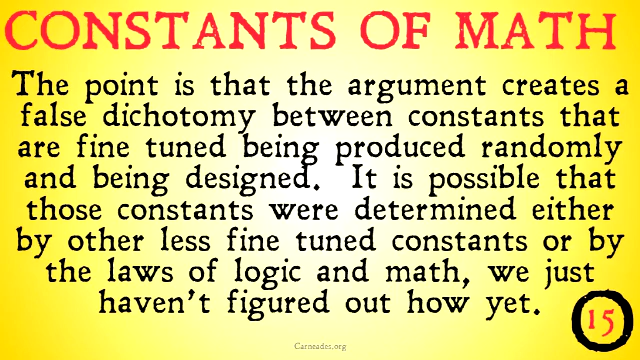 CONSTANTS OF MATH
The point is that the argument creates a
false dichotomy between constants that
are fine tuned being produced randomly
and being designed. It is possible that
those constants were determined either
by other less fine tuned constants or by
the laws of logic and math, we just
haven't figured out how yet.
15
Carneades.org